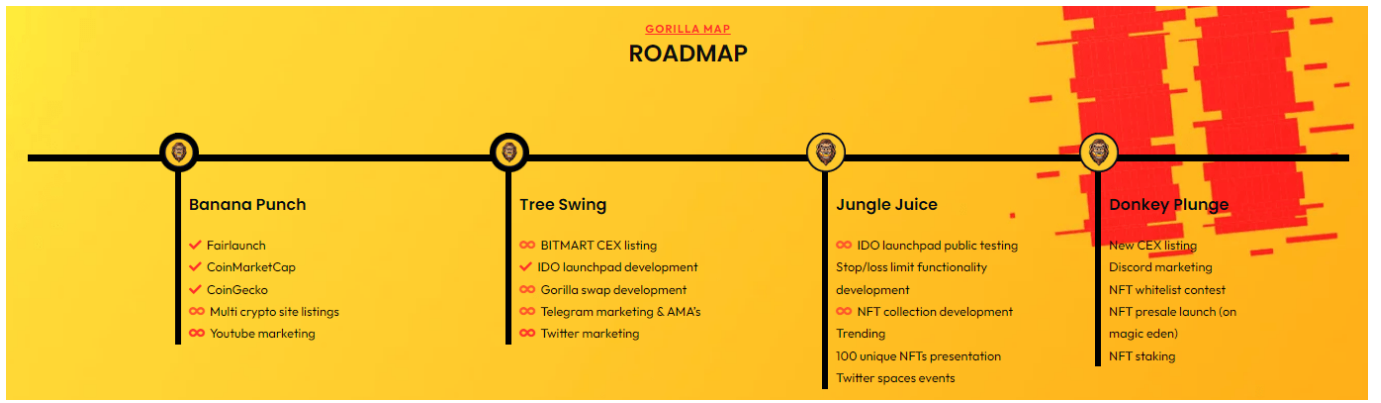 GORILLA MAP
ROADMAP
Banana Punch
Fairlaunch
CoinMarketCap
CoinGecko
Multi crypto site listings
Youtube marketing
Tree Swing
BITMART CEX listing
IDO launchpad development
Gorilla swap development
Telegram marketing & AMA's
Twitter marketing
Jungle Juice
IDO launchpad public testing
Stop/loss limit functionality
development
NFT collection development
Trending
100 unique NFTs presentation
Twitter spaces events
Donkey Plunge
New CEX listing
Discord marketing
NFT whitelist contest
NFT presale launch (on
magic eden)
NFT staking